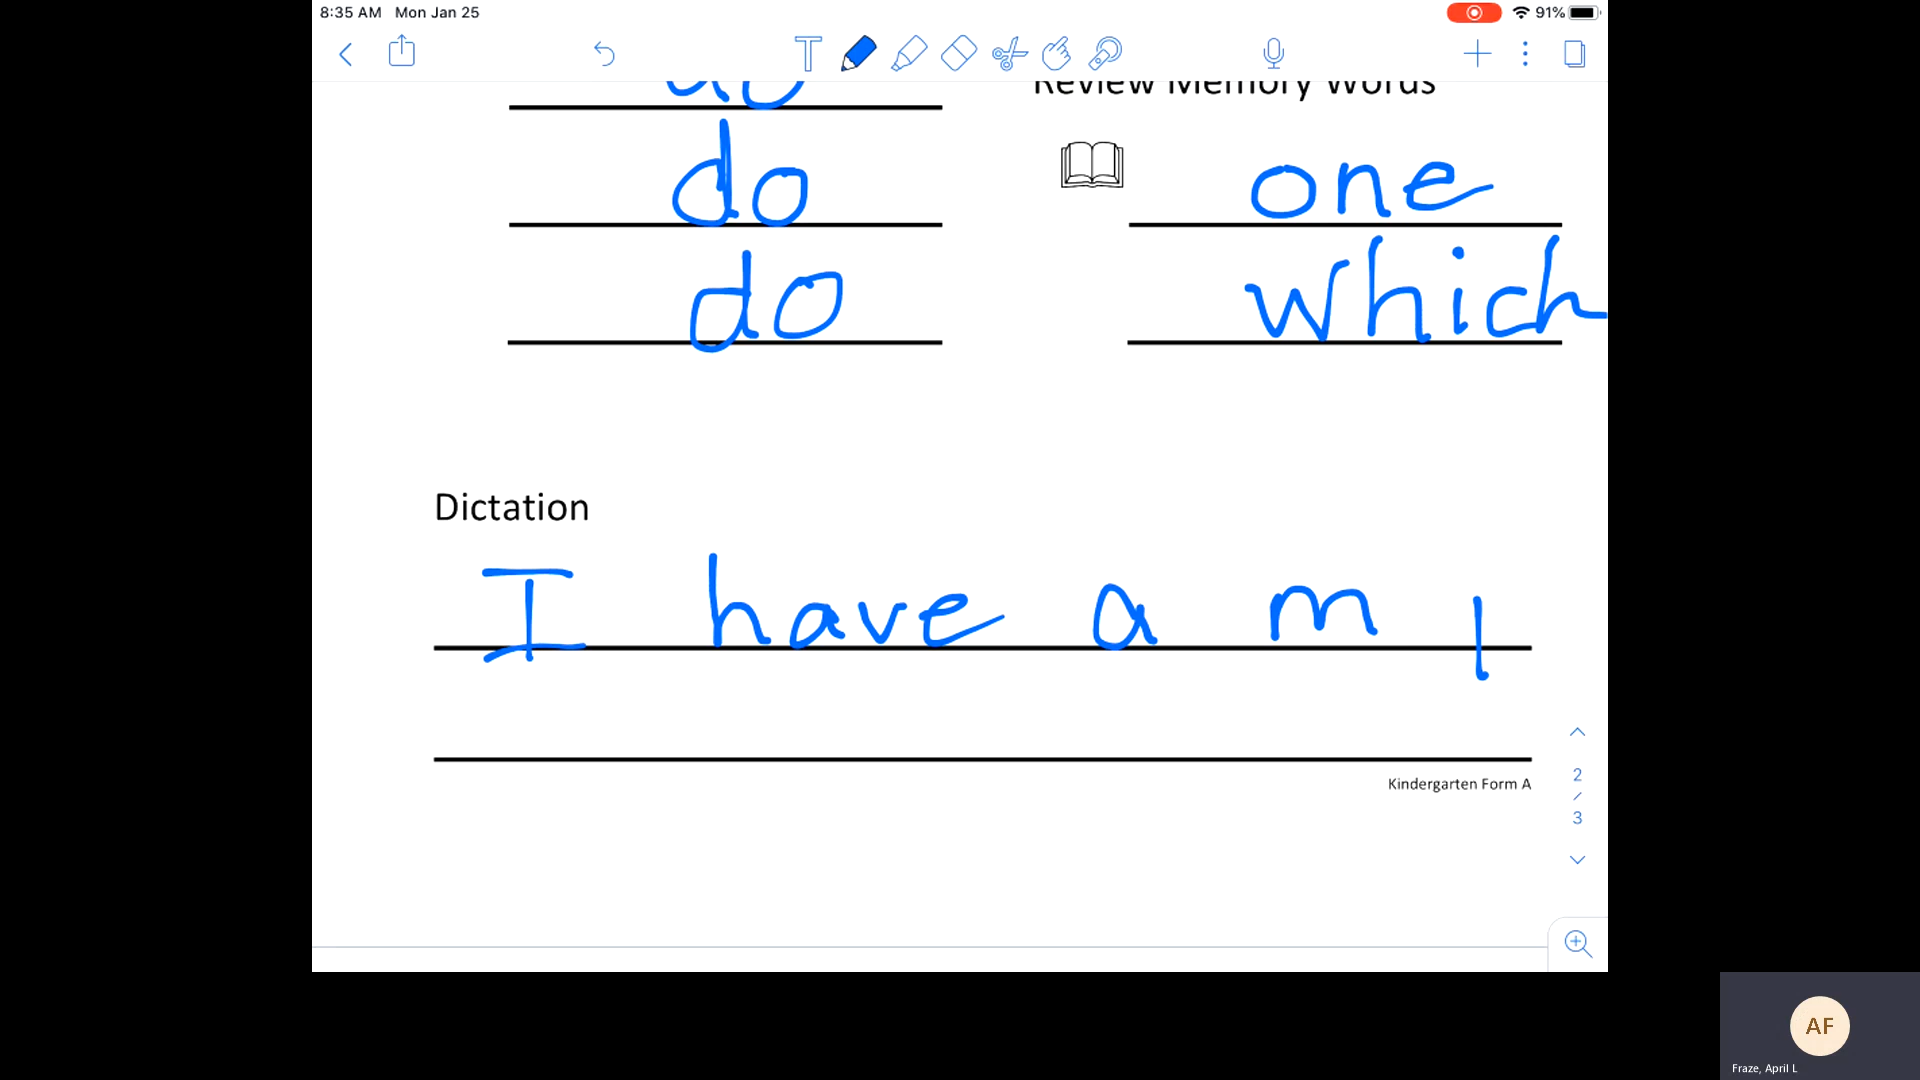 8:35 AM Mon Jan 25 91%
Review Memory Words
do
do one
do which
Dictation
I have a m
Kindergarten Form A
2
/
3
AF
Fraze, April L